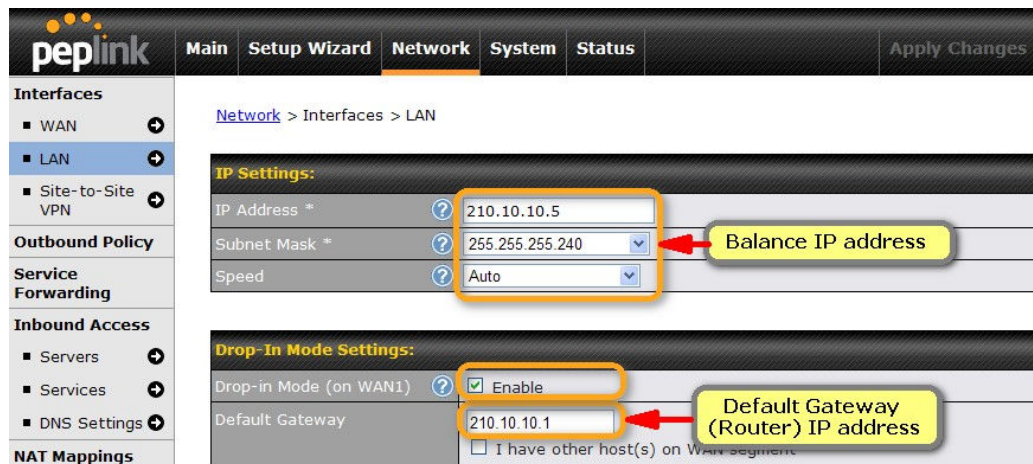 peplink
Main Setup Wizard Network System Status Apply Changes
Interfaces
WAN
LAN
Site-to-Site
VPN
Outbound Policy
Service
Forwarding
Inbound Access
Servers
Services
DNS Settings
NAT Mappings
Network > Interfaces > LAN
IP Settings:
IP Address * ? 210.10.10.5
Subnet Mask * ? 255.255.255.240
Speed ? Auto
Balance IP address
Drop-In Mode Settings:
Drop-in Mode (on WAN1) ? Enable
Default Gateway 210.10.10.1
I have other host(s) on WAN segment
Default Gateway
(Router) IP address